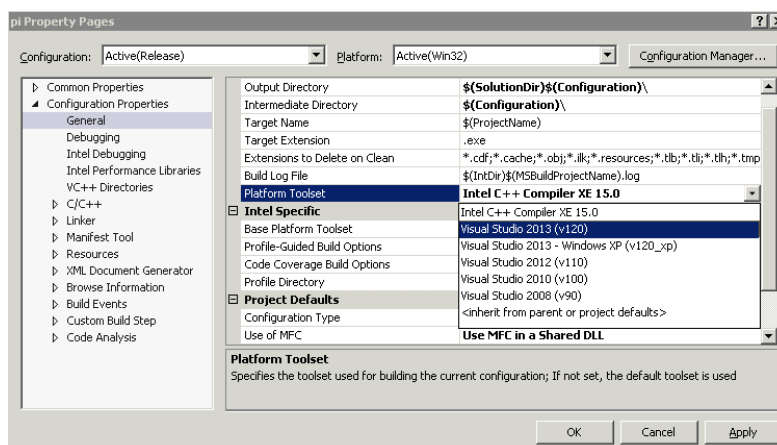 pi Property Pages
Configuration: Active(Release) Platform: Active(Win32) Configuration Manager...
Common Properties
Configuration Properties
General
Debugging
Intel Debugging
Intel Performance Libraries
VC++ Directories
C/C++
Linker
Manifest Tool
Resources
XML Document Generator
Browse Information
Build Events
Custom Build Step
Code Analysis
Output Directory $(SolutionDir)$(Configuration)\
Intermediate Directory $(Configuration)\
Target Name $(ProjectName)
Target Extension .exe
Extensions to Delete on Clean *.cdf;*.cache;*.obj;*.ilk;*.resources;*.tlb;*.tli;*.tlh;*.tmp
Build Log File $(IntDir)$(MSBuildProjectName).log
Platform Toolset Intel C++ Compiler XE 15.0
Intel Specific
Base Platform Toolset
Profile-Guided Build Options
Code Coverage Build Options
Profile Directory
Project Defaults
Configuration Type
Use of MFC Use MFC in a Shared DLL
Intel C++ Compiler XE 15.0
Visual Studio 2013 (v120)
Visual Studio 2013 - Windows XP (v120_xp)
Visual Studio 2012 (v110)
Visual Studio 2010 (v100)
Visual Studio 2008 (v90)
<inherit from parent or project defaults>
Platform Toolset
Specifies the toolset used for building the current configuration; If not set, the default toolset is used
OK Cancel Apply